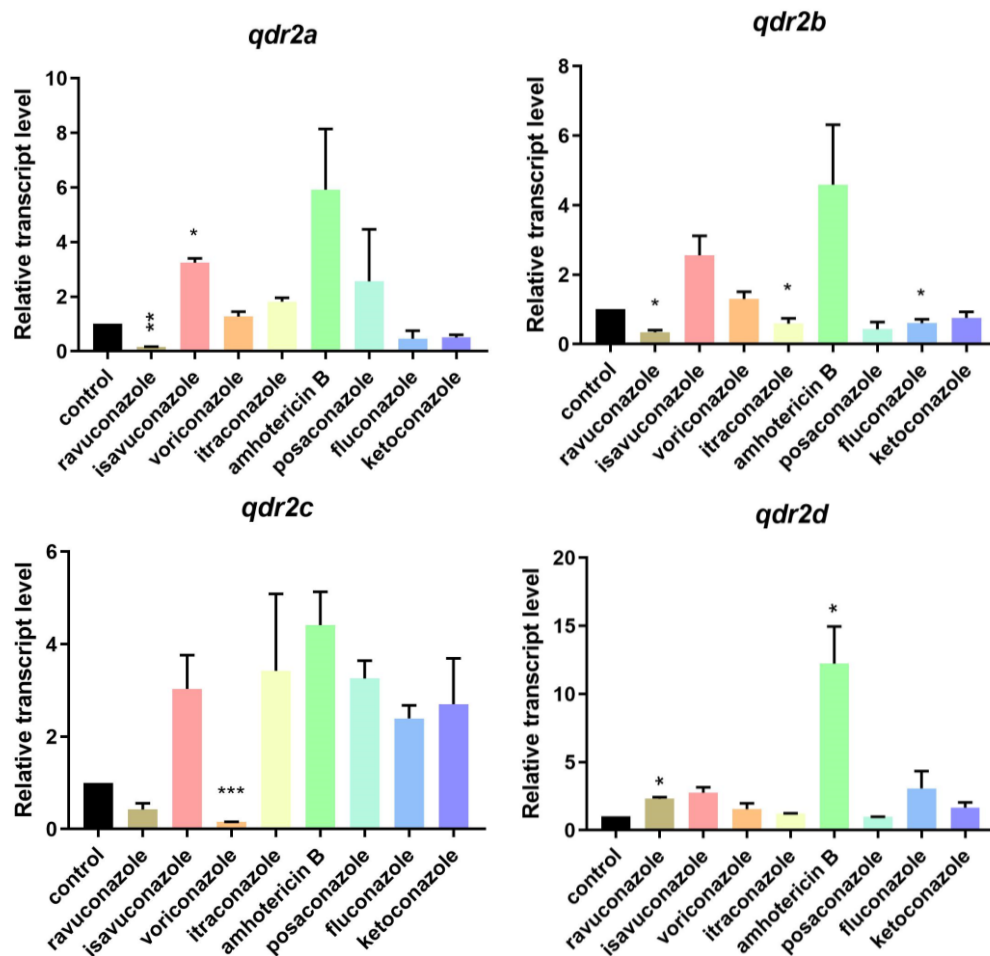 qdr2a
Relative transcript level
10
8
6
4
2
0
**
*
control
ravuconazole
isavuconazole
voriconazole
itraconazole
amhotericin B
posaconazole
fluconazole
ketoconazole
qdr2b
Relative transcript level
8
6
4
2
0
*
*
*
control
ravuconazole
isavuconazole
voriconazole
itraconazole
amhotericin B
posaconazole
fluconazole
ketoconazole
qdr2c
Relative transcript level
6
4
2
0
***
control
ravuconazole
isavuconazole
voriconazole
itraconazole
amhotericin B
posaconazole
fluconazole
ketoconazole
qdr2d
Relative transcript level
20
15
10
5
0
*
*
control
ravuconazole
isavuconazole
voriconazole
itraconazole
amhotericin B
posaconazole
fluconazole
ketoconazole